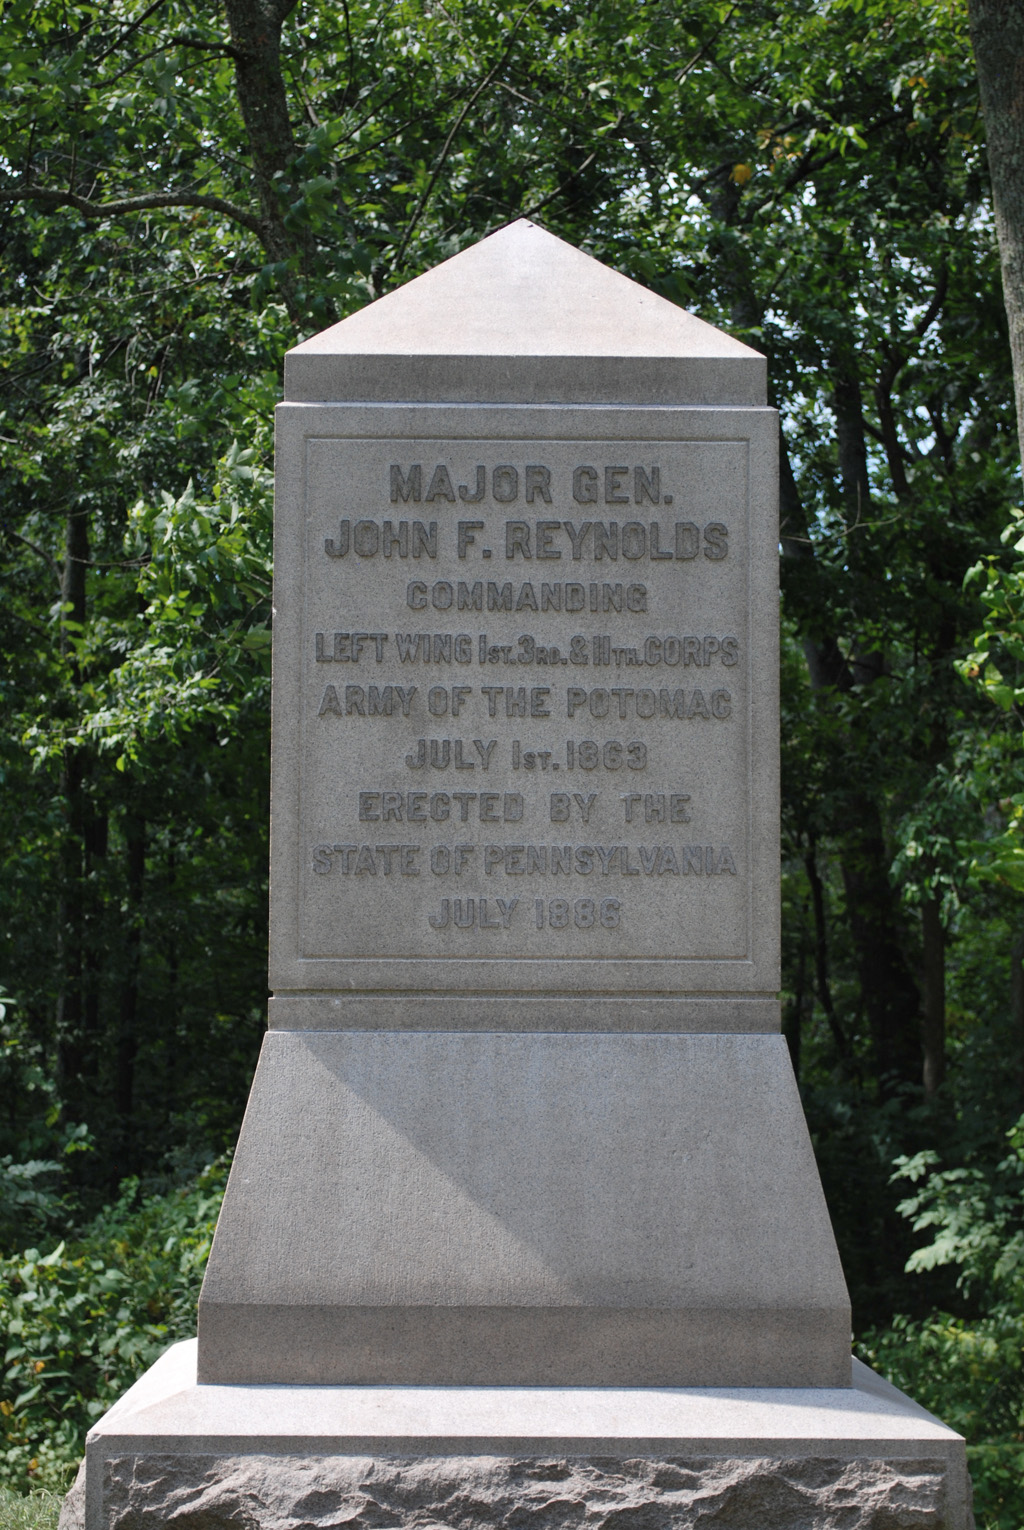 MAJOR GEN.
JOHN F. REYNOLDS
COMMANDING
LEFT WING 1ST. 3RD. & 11TH. CORPS
ARMY OF THE POTOMAC
JULY 1ST. 1863
ERECTED BY THE
STATE OF PENNSYLVANIA
JULY 1886